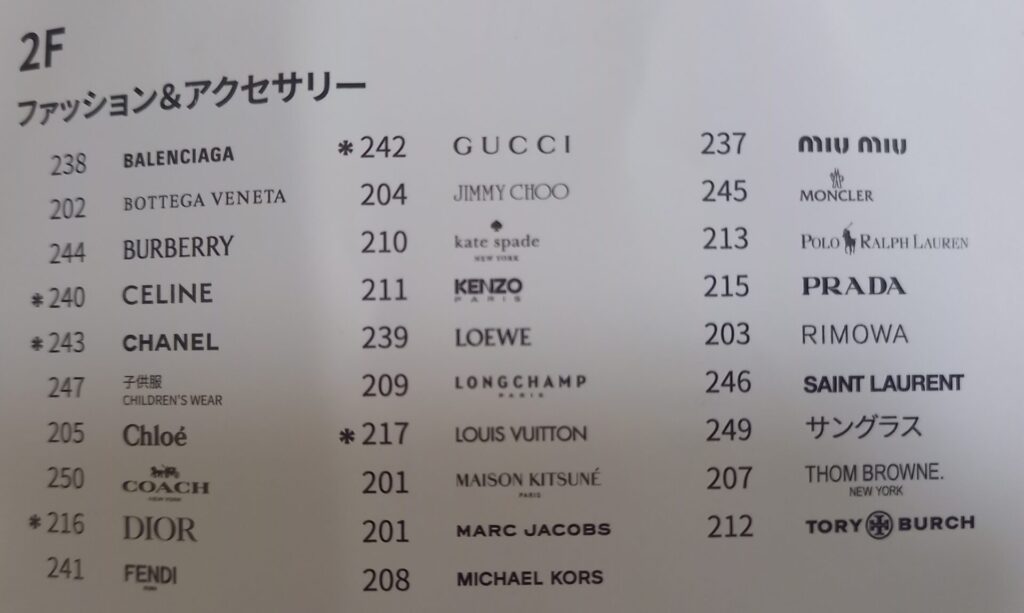 2F
ファッション&アクセサリー
238 BALENCIAGA
202 BOTTEGA VENETA
244 BURBERRY
*240 CELINE
*243 CHANEL
247 子供服
CHILDREN'S WEAR
205 Chloé
250 COACH
NEW YORK
*216 DIOR
241 FENDI
*242 GUCCI
204 JIMMY CHOO
210 kate spade
NEW YORK
211 KENZO
PARIS
239 LOEWE
209 LONGCHAMP
PARIS
*217 LOUIS VUITTON
201 MAISON KITSUNÉ
PARIS
201 MARC JACOBS
208 MICHAEL KORS
237 miu miu
245 MONCLER
213 POLO RALPH LAUREN
215 PRADA
203 RIMOWA
246 SAINT LAURENT
249 サングラス
207 THOM BROWNE.
NEW YORK
212 TORY BURCH